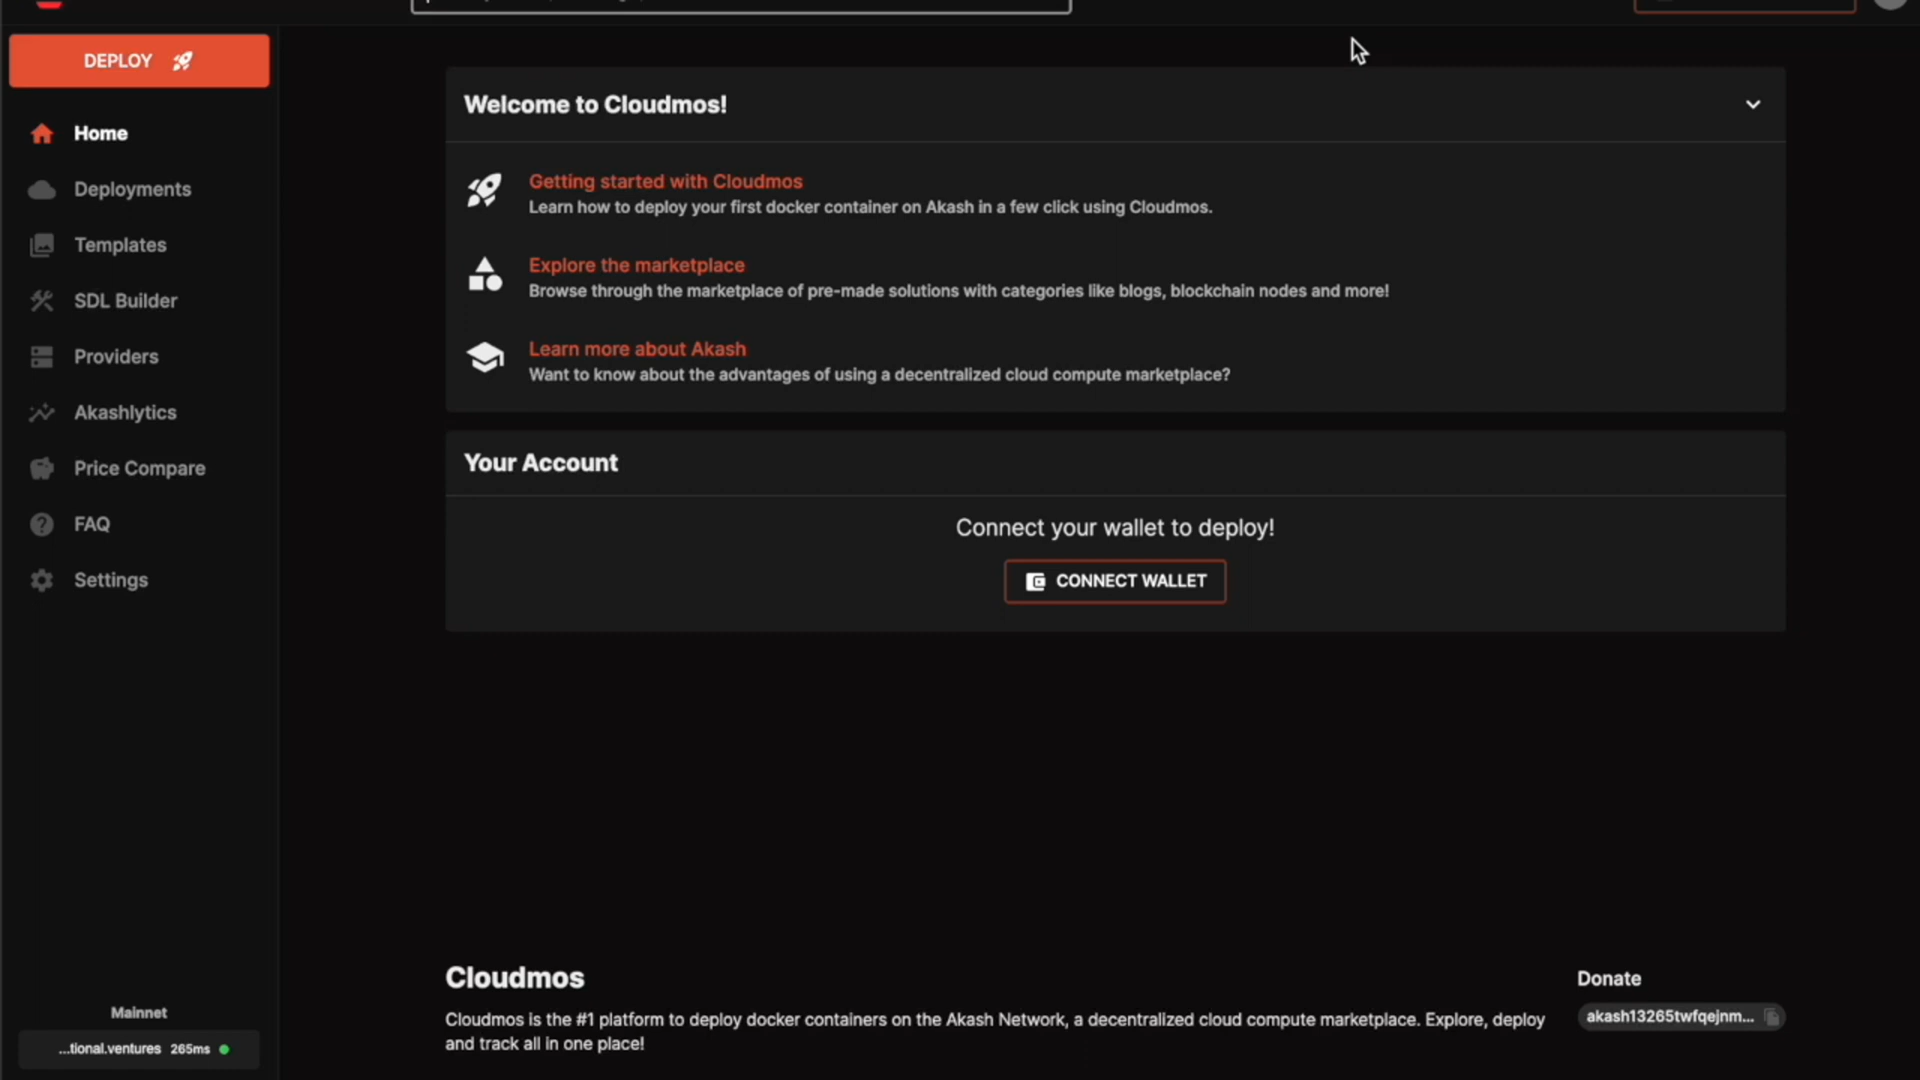 DEPLOY
Home
Deployments
Templates
SDL Builder
Providers
Akashlytics
Price Compare
FAQ
Settings
Mainnet
...tional.ventures 265ms
Welcome to Cloudmos!
Getting started with Cloudmos
Learn how to deploy your first docker container on Akash in a few click using Cloudmos.
Explore the marketplace
Browse through the marketplace of pre-made solutions with categories like blogs, blockchain nodes and more!
Learn more about Akash
Want to know about the advantages of using a decentralized cloud compute marketplace?
Your Account
Connect your wallet to deploy!
CONNECT WALLET
Cloudmos
Cloudmos is the #1 platform to deploy docker containers on the Akash Network, a decentralized cloud compute marketplace. Explore, deploy
and track all in one place!
Donate
akash13265twfqejnm...